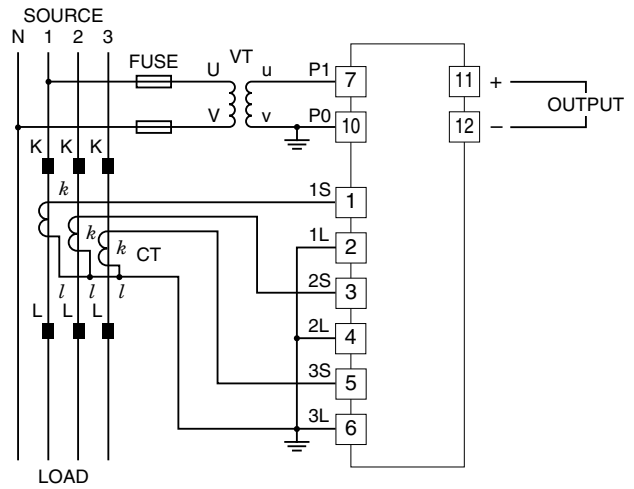 SOURCE
N 1 2 3
FUSE
U VT u P1 7 11 +
OUTPUT
V v P0 10 12 –
K K K
k 1S 1
k 1L 2
k CT
2S 3
l l l
L L L
2L 4
3S 5
3L 6
LOAD